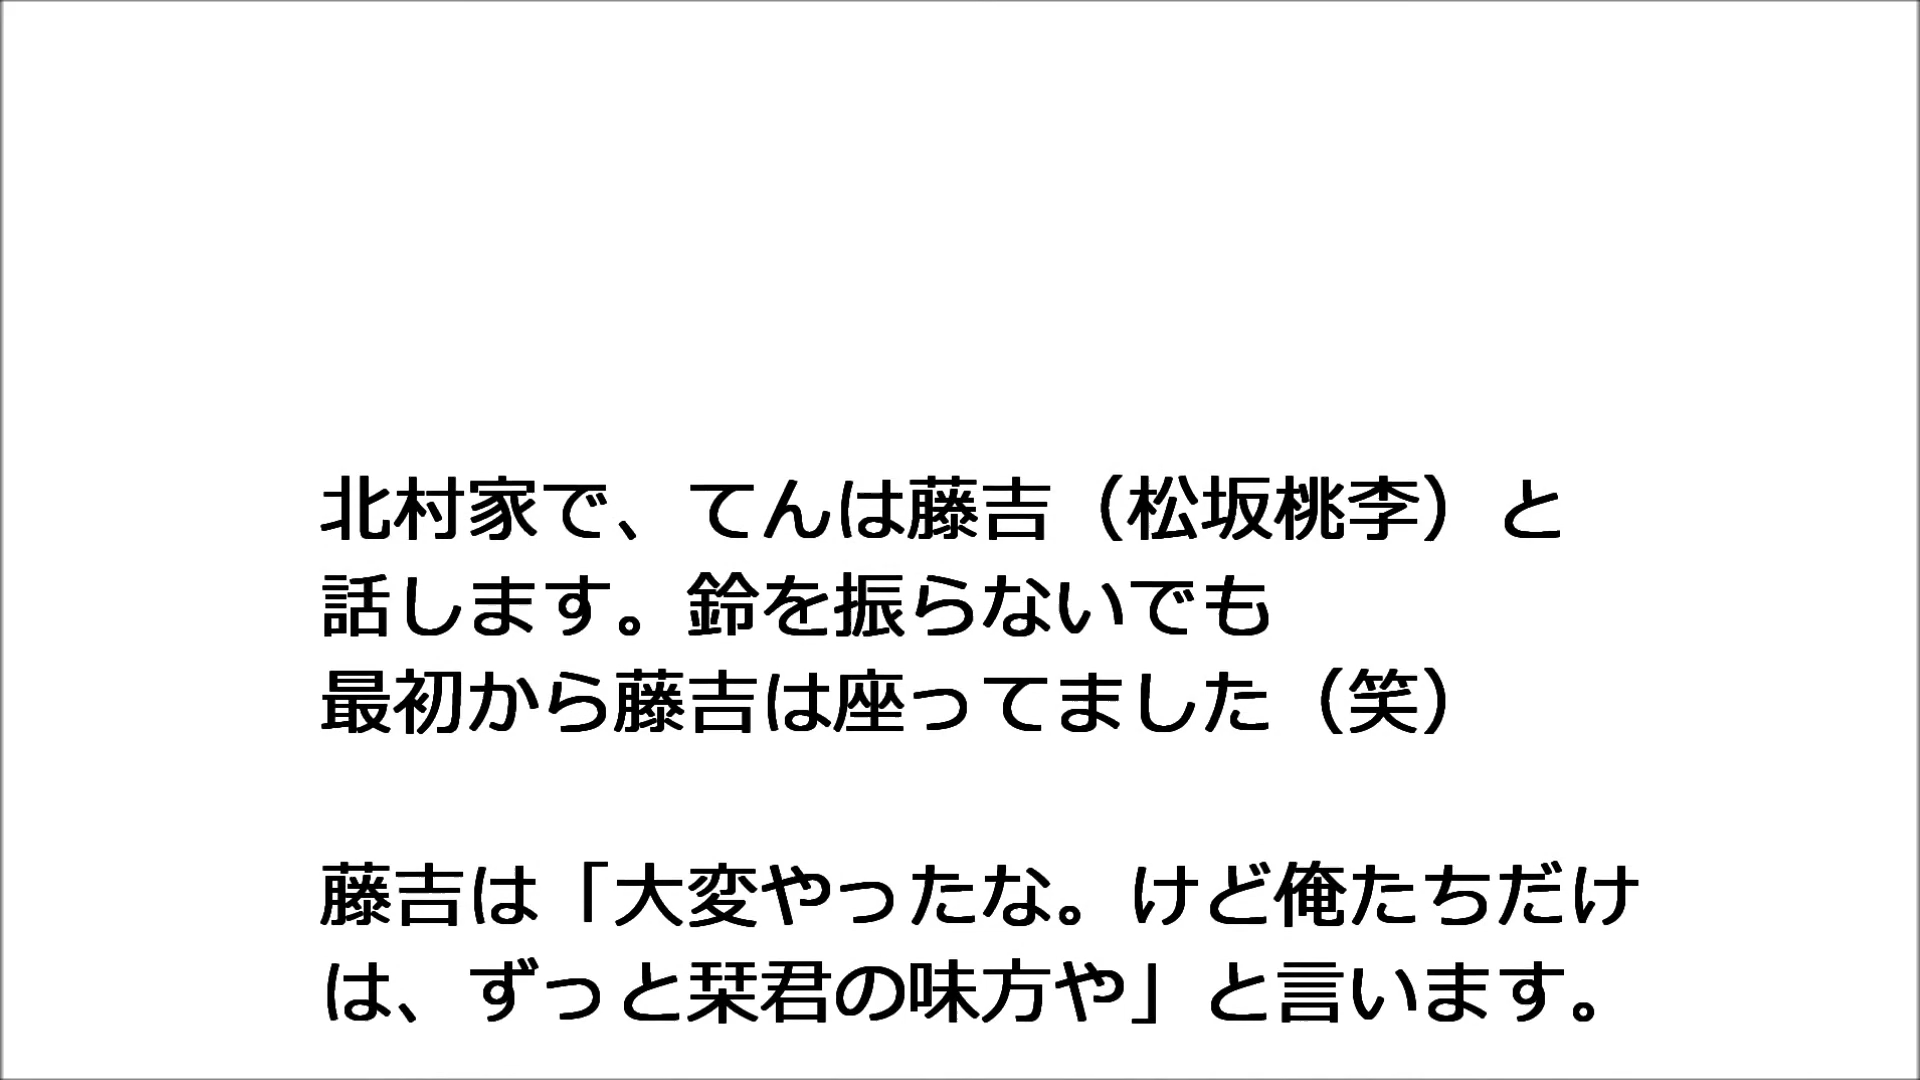 北村家で、てんは藤吉（松坂桃李）と
話します。鈴を振らないでも
最初から藤吉は座ってました（笑）
藤吉は「大変やったな。けど俺たちだけ
は、ずっと栞君の味方や」と言います。